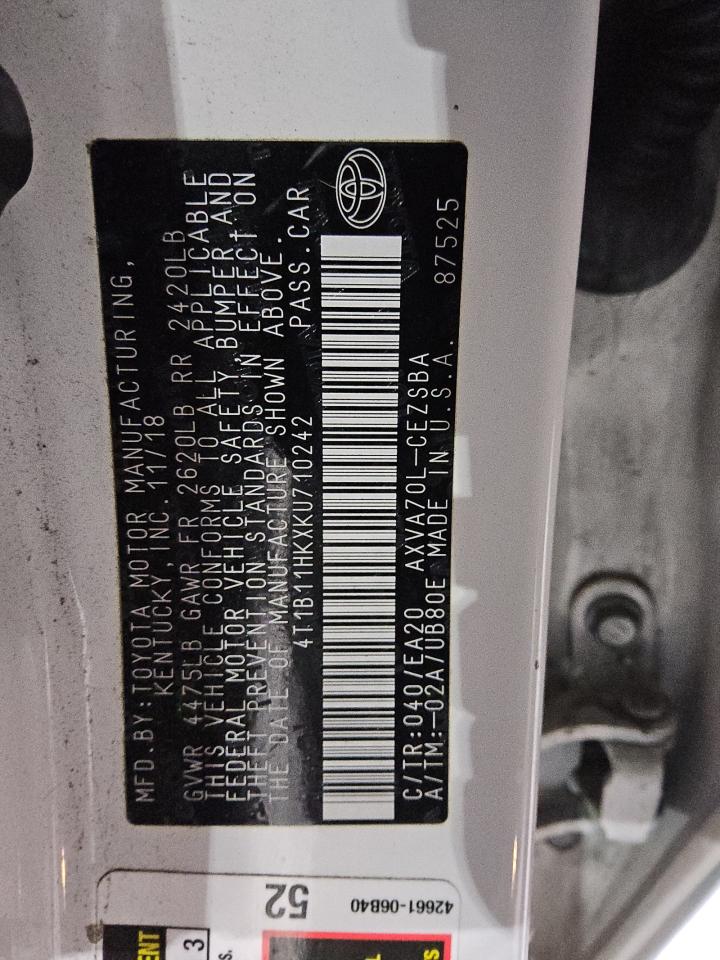 MFD.BY:TOYOTA MOTOR MANUFACTURING,
KENTUCKY, INC. 11/18
GVWR 4475LB GAWR FR 2620LB RR 2420LB
THIS VEHICLE CONFORMS TO ALL APPLICABLE
FEDERAL MOTOR VEHICLE SAFETY, BUMPER, AND
THEFT PREVENTION STANDARDS IN EFFECT ON
THE DATE OF MANUFACTURE SHOWN ABOVE.
4T1B11HKXKU710242 PASS.CAR
C/TR:040/EA20 AXVA70L-CEZSBA
A/TM:-02A/UB80E MADE IN U.S.A. 87525
52
42661-06B40
3